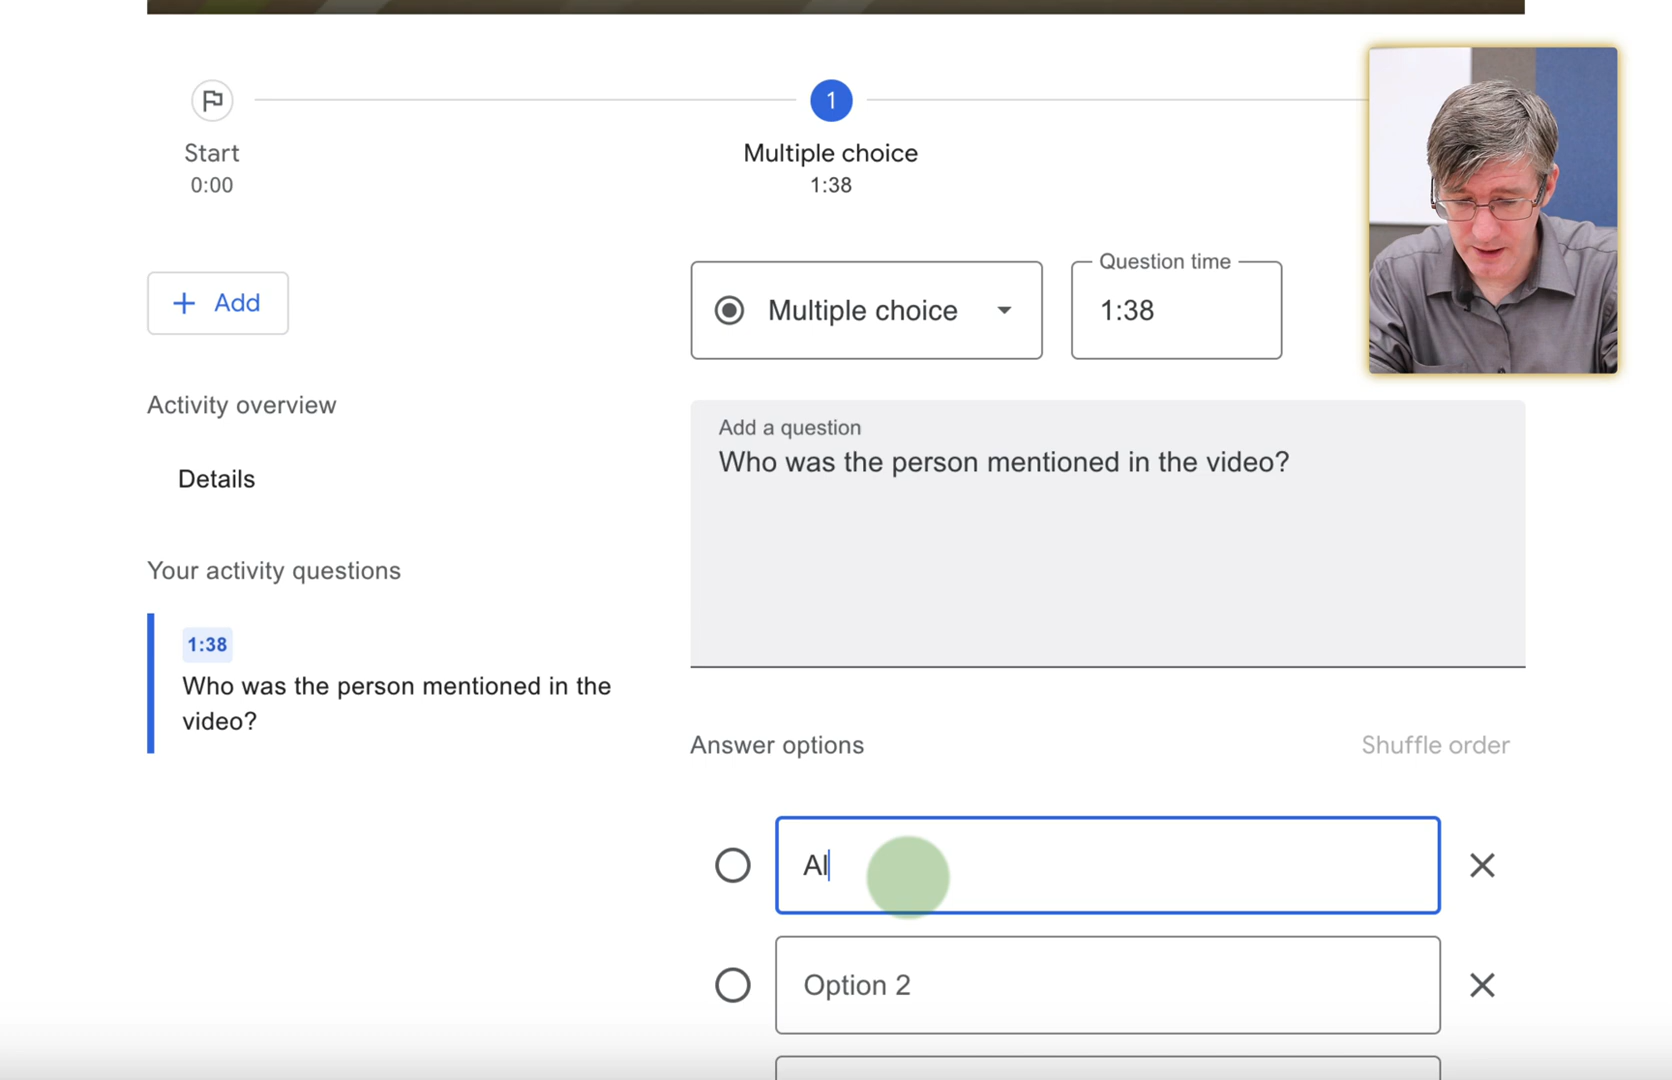 1
Start
Multiple choice
0:00
1:38
Question time
+ Add
Multiple choice
1:38
Activity overview
Add a question
Who was the person mentioned in the video?
Details
Your activity questions
1:38
Who was the person mentioned in the
video?
Answer options
Shuffle order
Al
Option 2